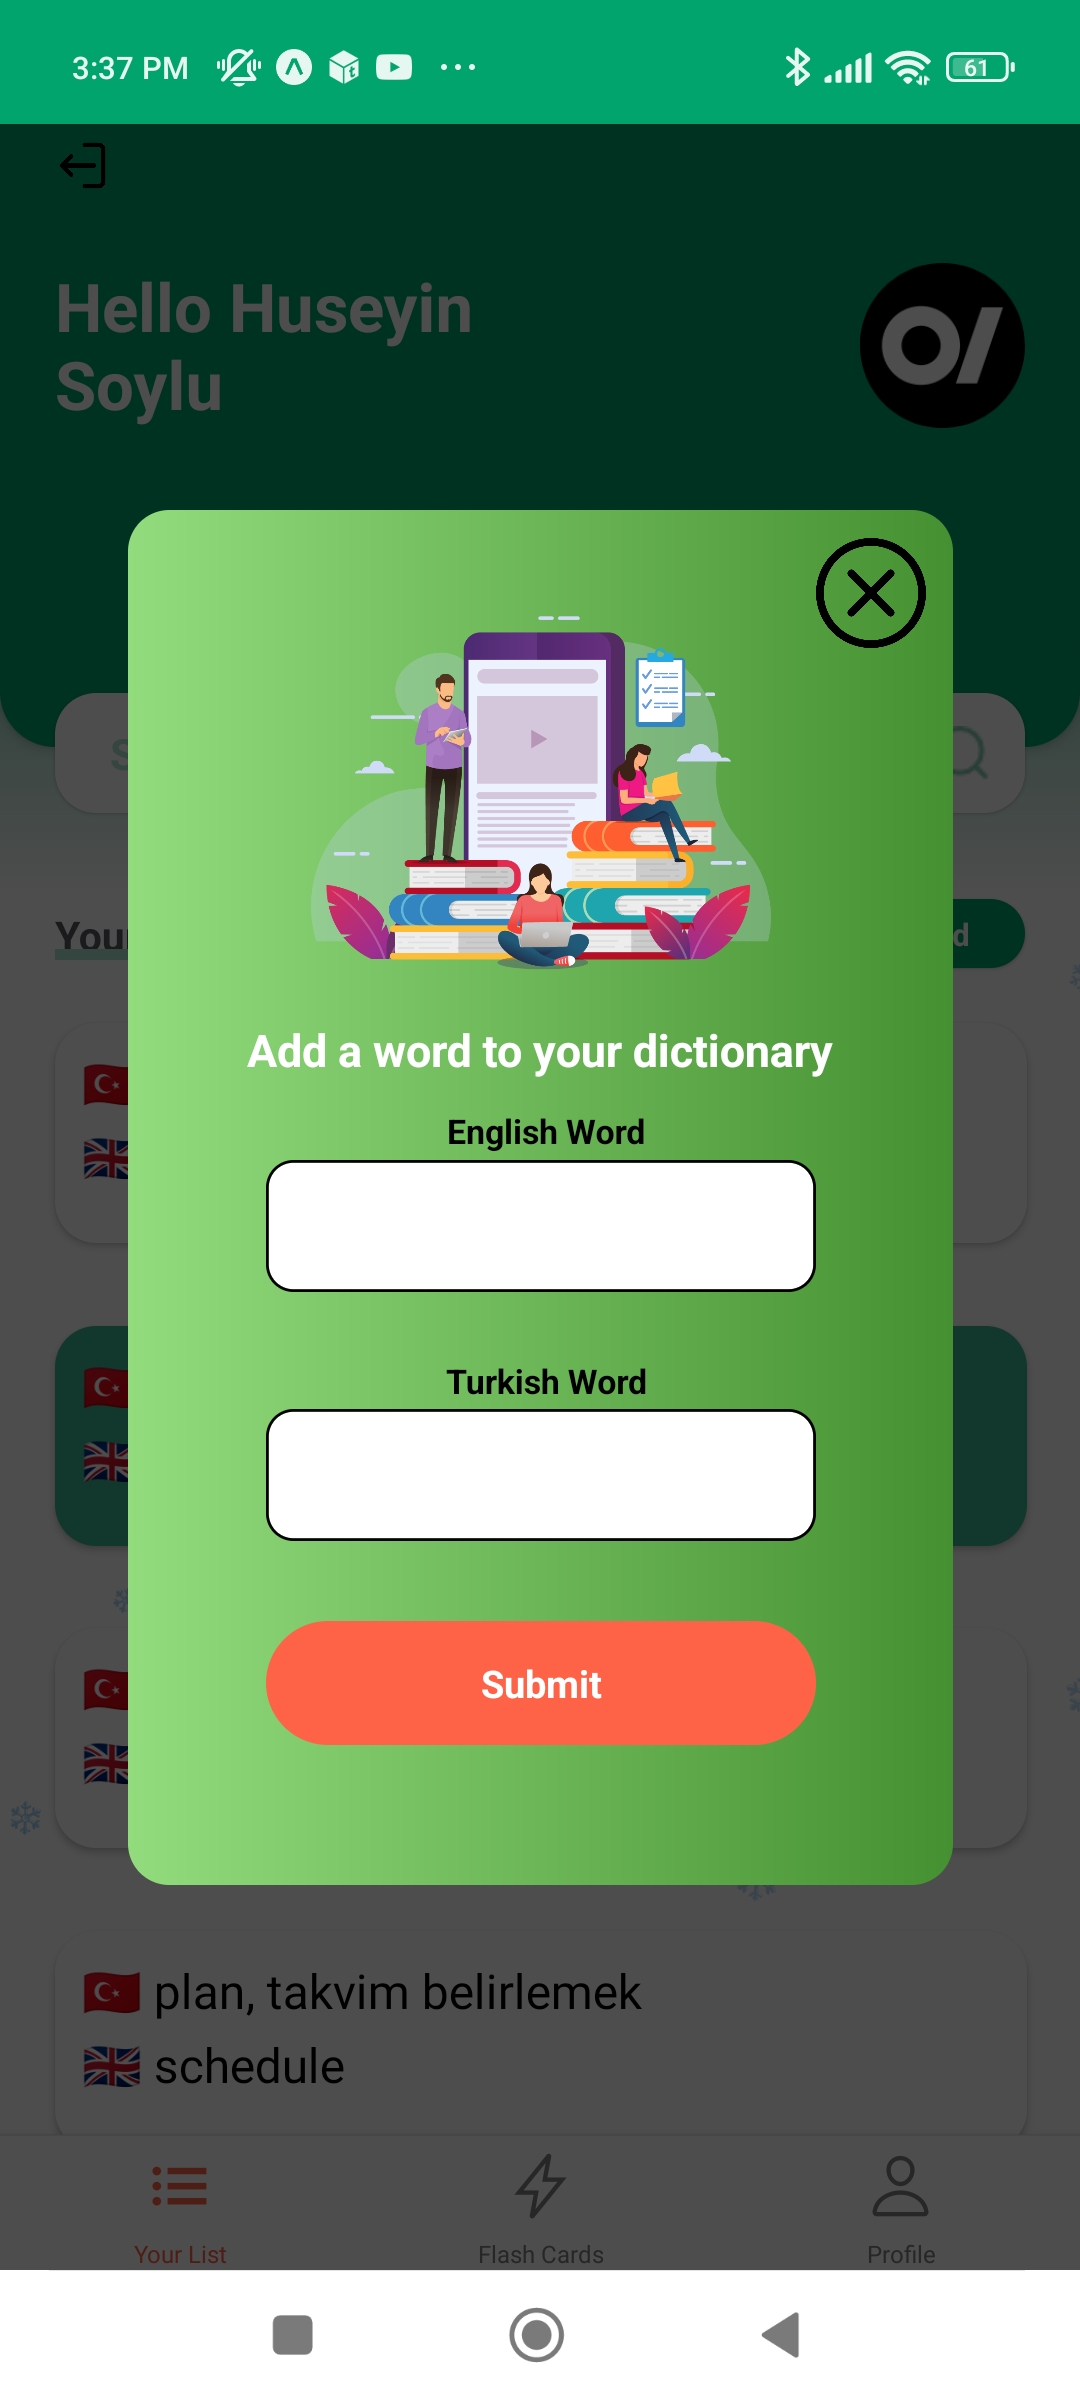 3:37 PM
61
Hello Huseyin
Soylu
Your
d
Add a word to your dictionary
English Word
Turkish Word
Submit
plan, takvim belirlemek
schedule
Your List
Flash Cards
Profile